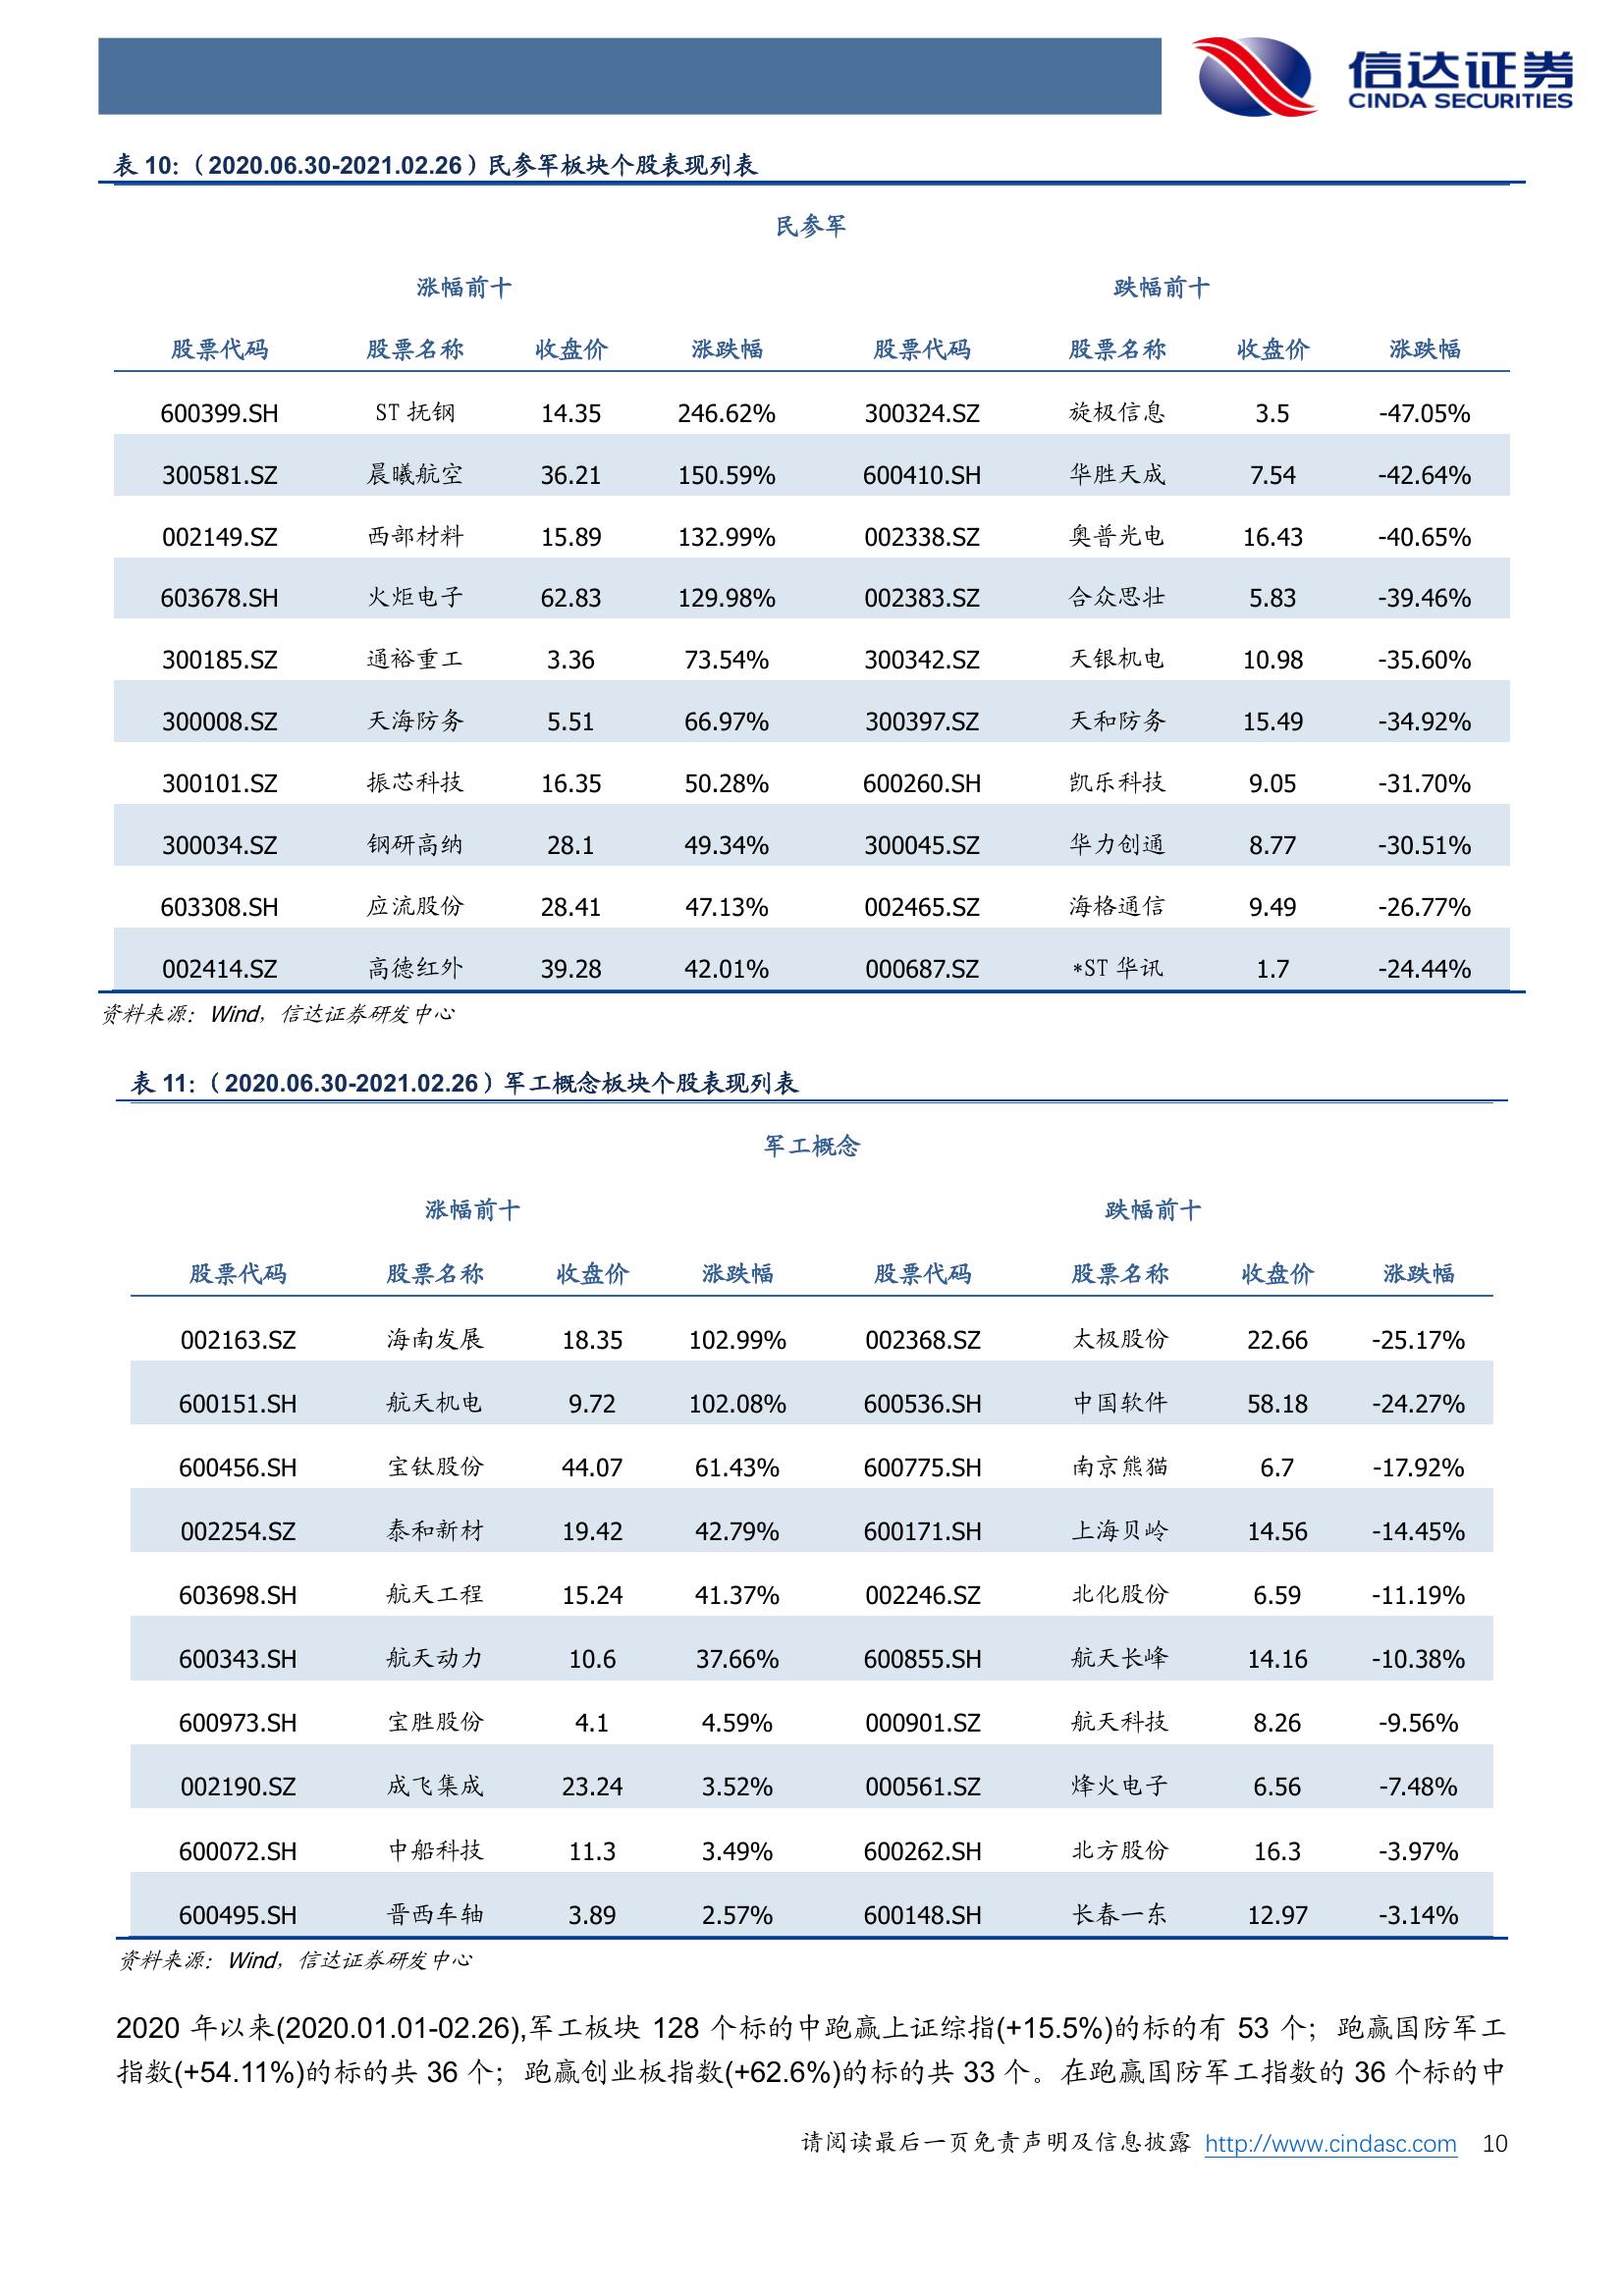 信达证券
CINDA SECURITIES
表 10:（2020.06.30-2021.02.26）民参军板块个股表现列表
民参军
涨幅前十 跌幅前十
股票代码 股票名称 收盘价 涨跌幅 股票代码 股票名称 收盘价 涨跌幅
600399.SH ST 抚钢 14.35 246.62% 300324.SZ 旋极信息 3.5 -47.05%
300581.SZ 晨曦航空 36.21 150.59% 600410.SH 华胜天成 7.54 -42.64%
002149.SZ 西部材料 15.89 132.99% 002338.SZ 奥普光电 16.43 -40.65%
603678.SH 火炬电子 62.83 129.98% 002383.SZ 合众思壮 5.83 -39.46%
300185.SZ 通裕重工 3.36 73.54% 300342.SZ 天银机电 10.98 -35.60%
300008.SZ 天海防务 5.51 66.97% 300397.SZ 天和防务 15.49 -34.92%
300101.SZ 振芯科技 16.35 50.28% 600260.SH 凯乐科技 9.05 -31.70%
300034.SZ 钢研高纳 28.1 49.34% 300045.SZ 华力创通 8.77 -30.51%
603308.SH 应流股份 28.41 47.13% 002465.SZ 海格通信 9.49 -26.77%
002414.SZ 高德红外 39.28 42.01% 000687.SZ *ST 华讯 1.7 -24.44%
资料来源：Wind，信达证券研发中心
表 11:（2020.06.30-2021.02.26）军工概念板块个股表现列表
军工概念
涨幅前十 跌幅前十
股票代码 股票名称 收盘价 涨跌幅 股票代码 股票名称 收盘价 涨跌幅
002163.SZ 海南发展 18.35 102.99% 002368.SZ 太极股份 22.66 -25.17%
600151.SH 航天机电 9.72 102.08% 600536.SH 中国软件 58.18 -24.27%
600456.SH 宝钛股份 44.07 61.43% 600775.SH 南京熊猫 6.7 -17.92%
002254.SZ 泰和新材 19.42 42.79% 600171.SH 上海贝岭 14.56 -14.45%
603698.SH 航天工程 15.24 41.37% 002246.SZ 北化股份 6.59 -11.19%
600343.SH 航天动力 10.6 37.66% 600855.SH 航天长峰 14.16 -10.38%
600973.SH 宝胜股份 4.1 4.59% 000901.SZ 航天科技 8.26 -9.56%
002190.SZ 成飞集成 23.24 3.52% 000561.SZ 烽火电子 6.56 -7.48%
600072.SH 中船科技 11.3 3.49% 600262.SH 北方股份 16.3 -3.97%
600495.SH 晋西车轴 3.89 2.57% 600148.SH 长春一东 12.97 -3.14%
资料来源：Wind，信达证券研发中心
2020 年以来(2020.01.01-02.26),军工板块 128 个标的中跑赢上证综指(+15.5%)的标的有 53 个；跑赢国防军工
指数(+54.11%)的标的共 36 个；跑赢创业板指数(+62.6%)的标的共 33 个。在跑赢国防军工指数的 36 个标的中
请阅读最后一页免责声明及信息披露 http://www.cindasc.com 10